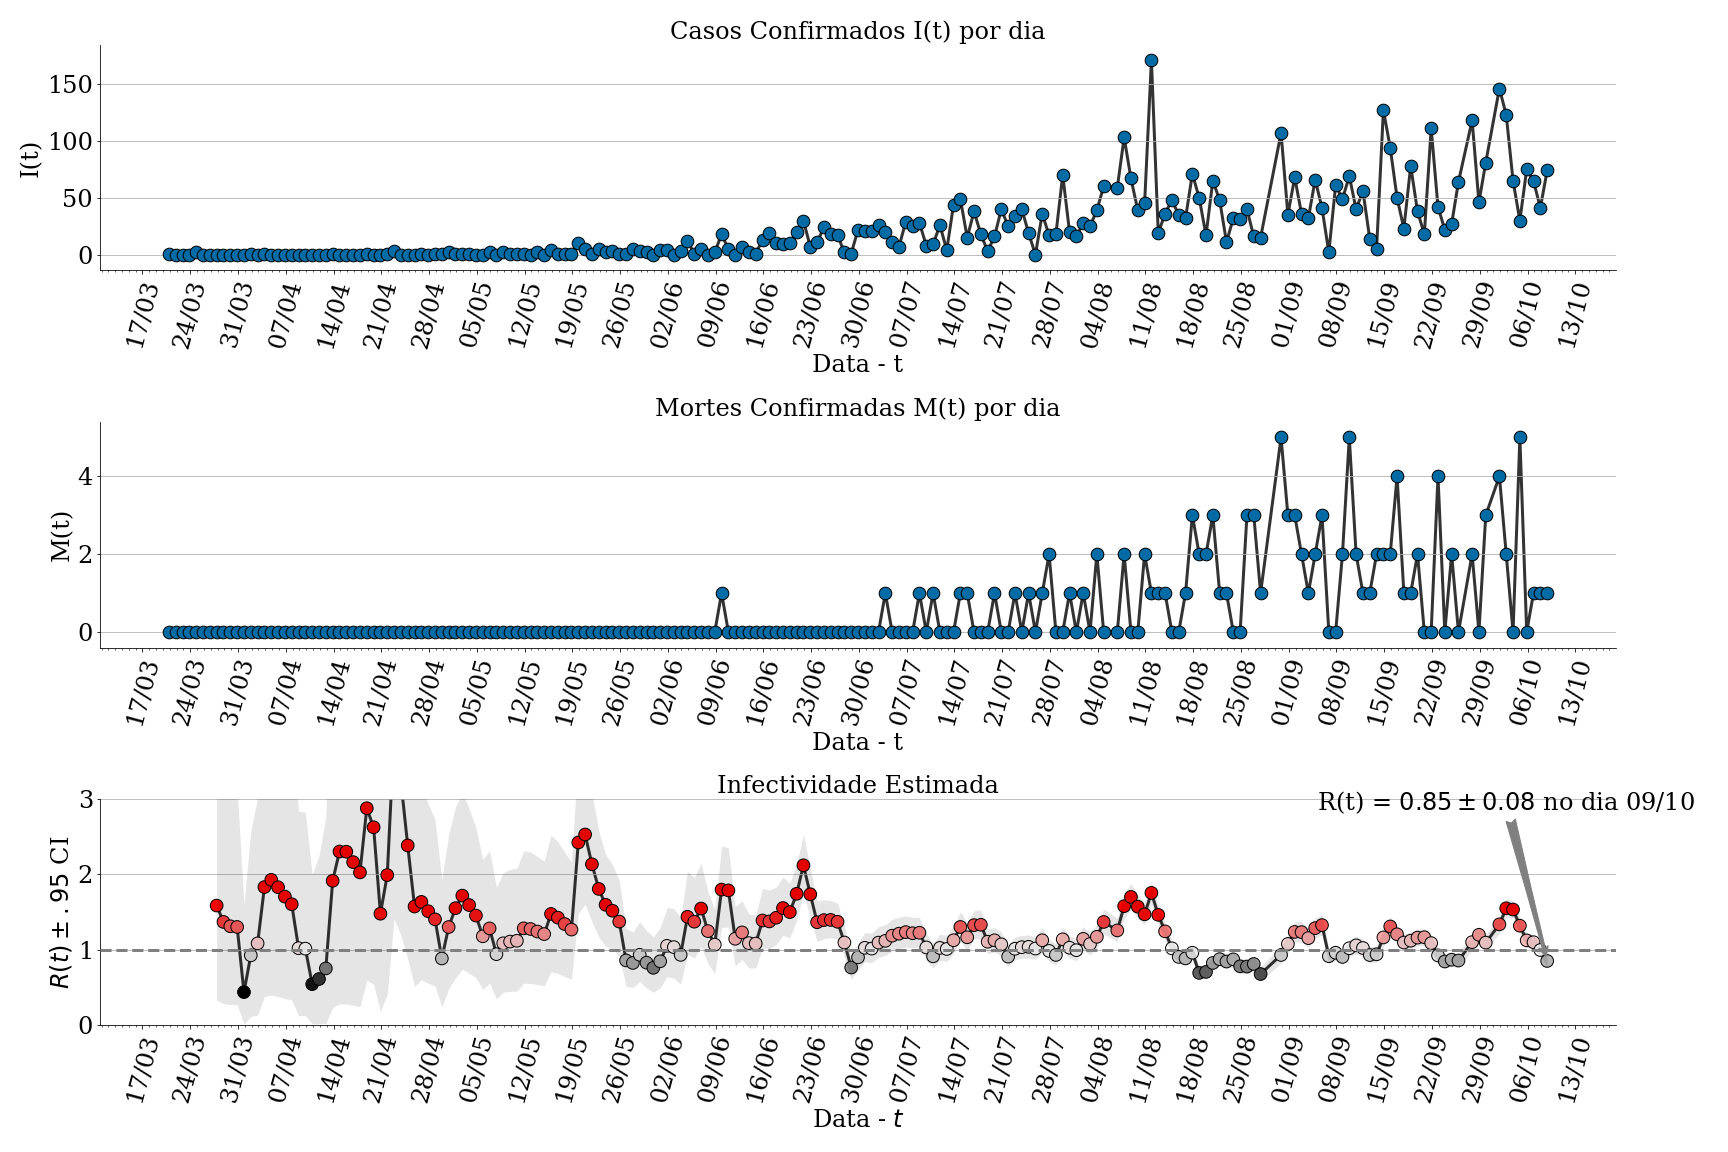 Casos Confirmados I(t) por dia
I(t)
150
100
50
0
17/03 24/03 31/03 07/04 14/04 21/04 28/04 05/05 12/05 19/05 26/05 02/06 09/06 16/06 23/06 30/06 07/07 14/07 21/07 28/07 04/08 11/08 18/08 25/08 01/09 08/09 15/09 22/09 29/09 06/10 13/10
Data - t
Mortes Confirmadas M(t) por dia
M(t)
4
2
0
17/03 24/03 31/03 07/04 14/04 21/04 28/04 05/05 12/05 19/05 26/05 02/06 09/06 16/06 23/06 30/06 07/07 14/07 21/07 28/07 04/08 11/08 18/08 25/08 01/09 08/09 15/09 22/09 29/09 06/10 13/10
Data - t
Infectividade Estimada
R(t) = 0.85 ± 0.08 no dia 09/10
R(t) ± .95 CI
3
2
1
0
17/03 24/03 31/03 07/04 14/04 21/04 28/04 05/05 12/05 19/05 26/05 02/06 09/06 16/06 23/06 30/06 07/07 14/07 21/07 28/07 04/08 11/08 18/08 25/08 01/09 08/09 15/09 22/09 29/09 06/10 13/10
Data - t